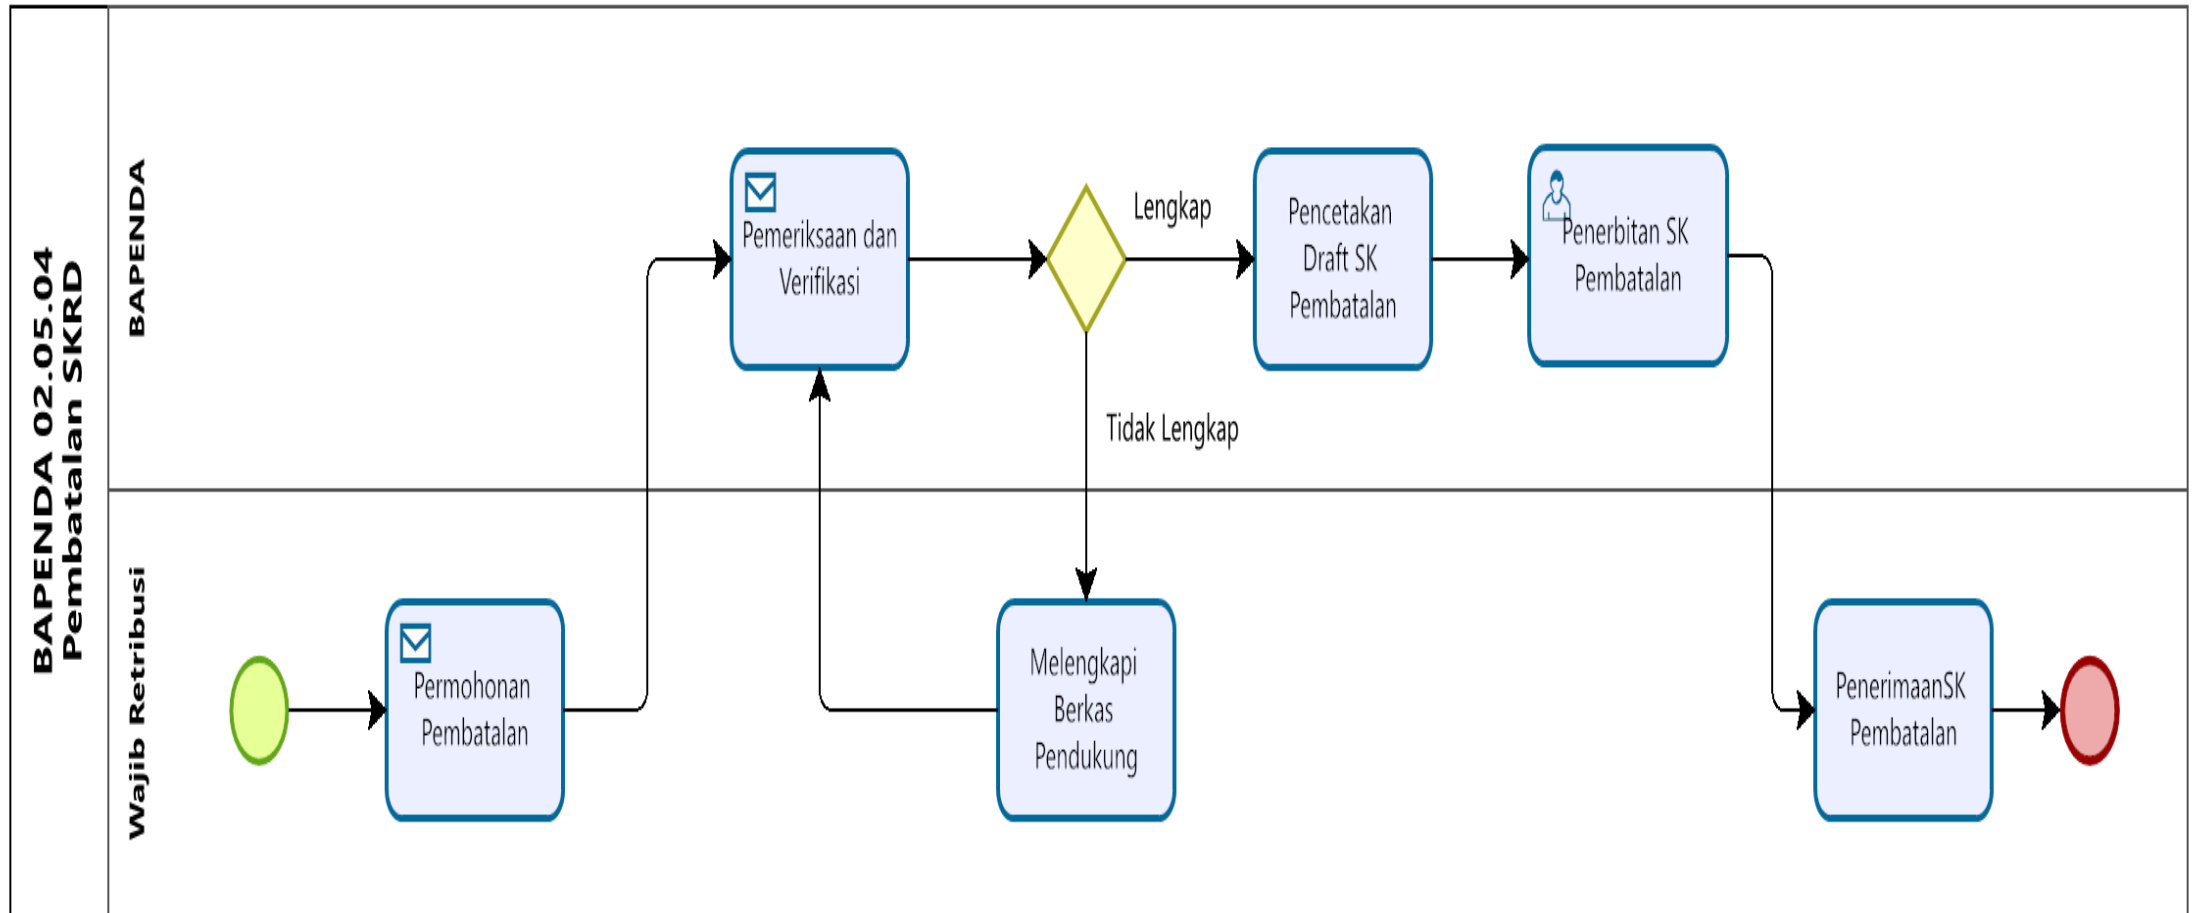 BAPENDA 02.05.04
Pembatalan SKRD
BAPENDA
Wajib Retribusi
Permohonan
Pembatalan
Pemeriksaan dan
Verifikasi
Lengkap
Tidak Lengkap
Melengkapi
Berkas
Pendukung
Pencetakan
Draft SK
Pembatalan
Penerbitan SK
Pembatalan
PenerimaanSK
Pembatalan